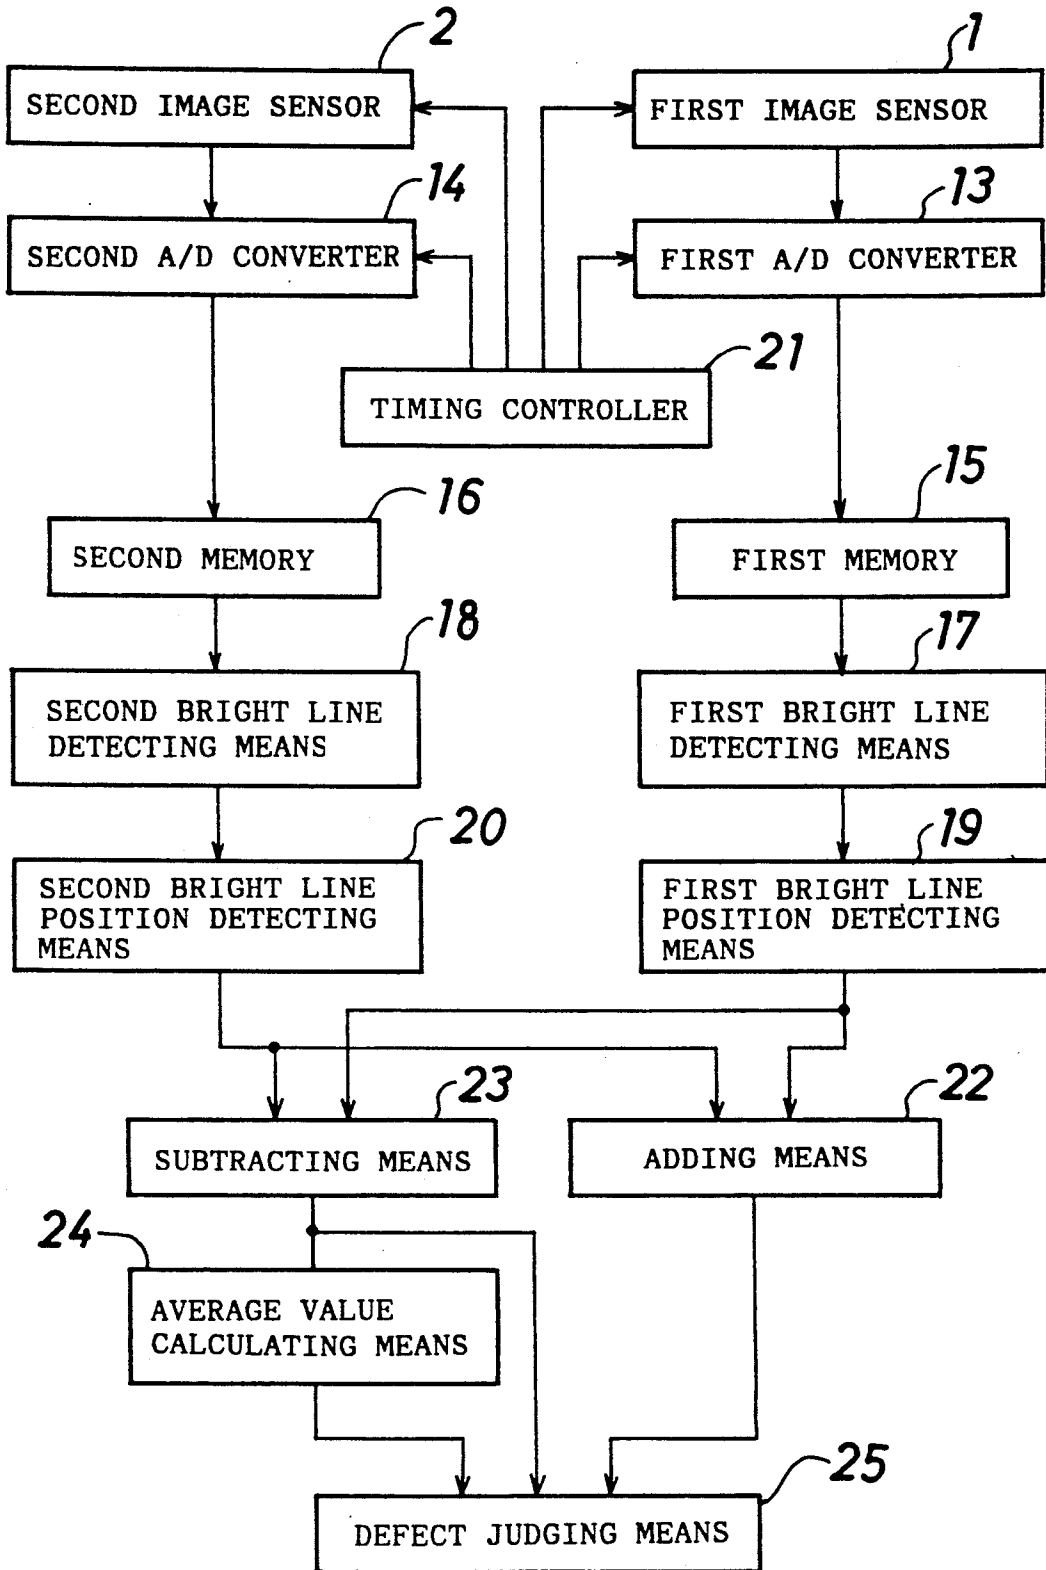 2
1
SECOND IMAGE SENSOR
FIRST IMAGE SENSOR
14
13
SECOND A/D CONVERTER
FIRST A/D CONVERTER
21
TIMING CONTROLLER
16
15
SECOND MEMORY
FIRST MEMORY
18
17
SECOND BRIGHT LINE
DETECTING MEANS
FIRST BRIGHT LINE
DETECTING MEANS
20
19
SECOND BRIGHT LINE
POSITION DETECTING
MEANS
FIRST BRIGHT LINE
POSITION DETECTING
MEANS
23
22
SUBTRACTING MEANS
ADDING MEANS
24
AVERAGE VALUE
CALCULATING MEANS
25
DEFECT JUDGING MEANS